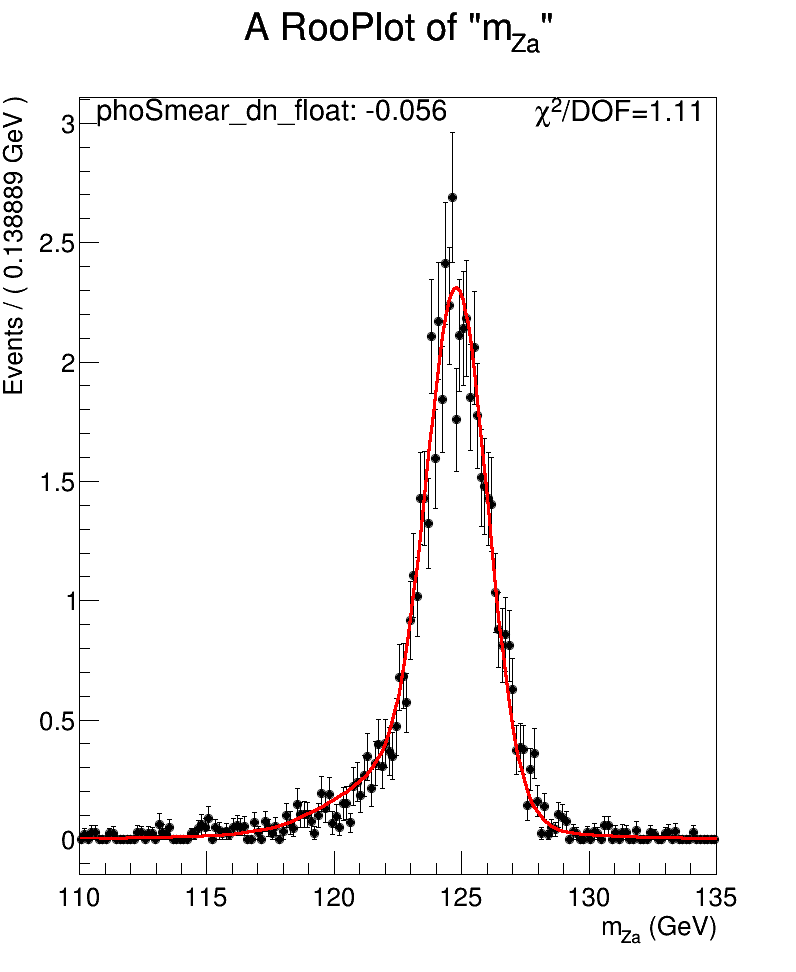 A RooPlot of "m_Za"
phoSmear_dn_float: -0.056
χ²/DOF=1.11
Events / ( 0.138889 GeV )
3
2.5
2
1.5
1
0.5
0
110 115 120 125 130 135
m_Za (GeV)